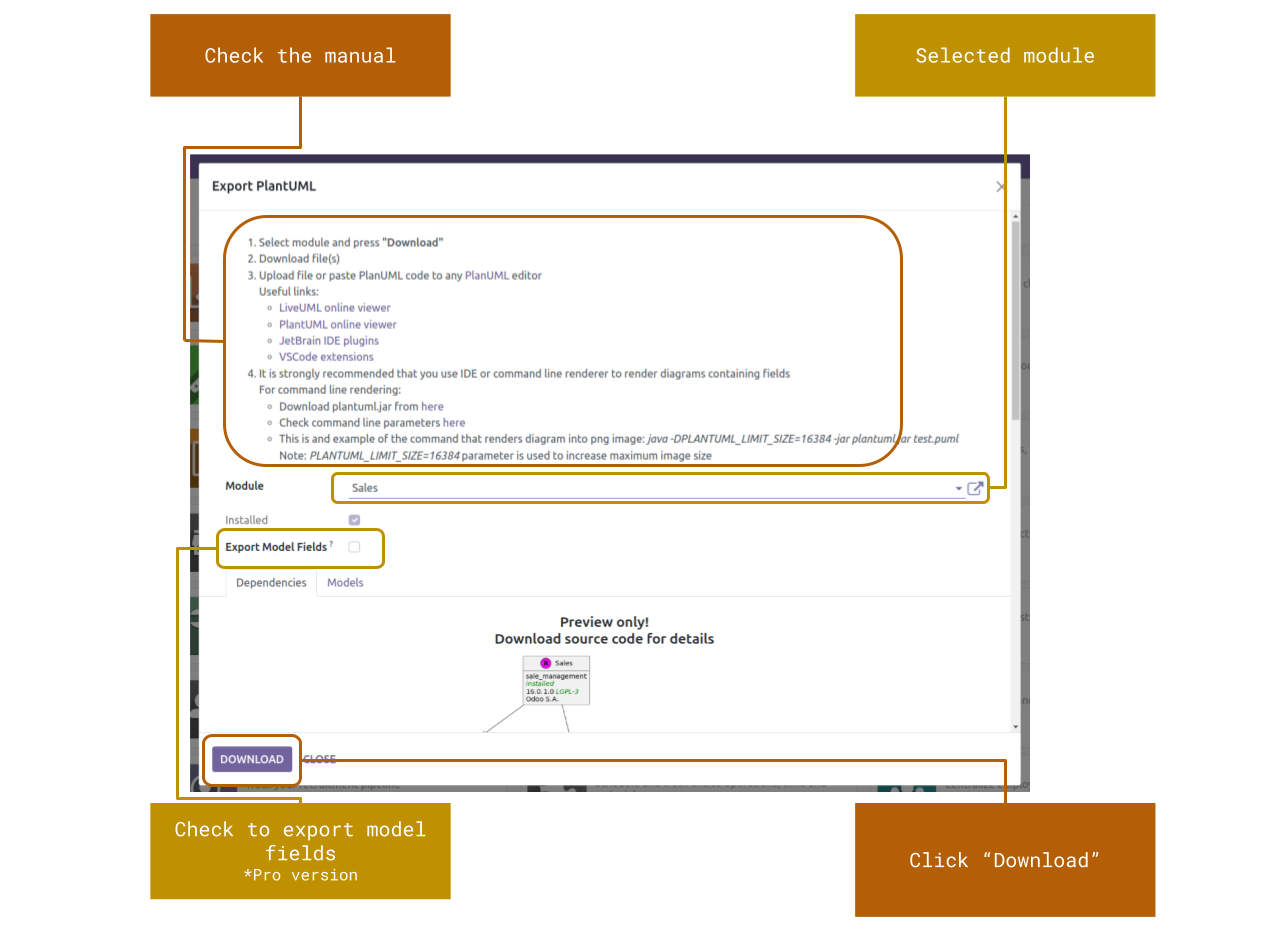 Check the manual
Selected module
Export PlantUML
1. Select module and press "Download"
2. Download file(s)
3. Upload file or paste PlanUML code to any PlanUML editor
Useful links:
LiveUML online viewer
PlantUML online viewer
JetBrain IDE plugins
VSCode extensions
4. It is strongly recommended that you use IDE or command line renderer to render diagrams containing fields
For command line rendering:
Download plantuml.jar from here
Check command line parameters here
This is and example of the command that renders diagram into png image: java -DPLANTUML_LIMIT_SIZE=16384 -jar plantuml.jar test.puml
Note: PLANTUML_LIMIT_SIZE=16384 parameter is used to increase maximum image size
Module
Sales
Installed
Export Model Fields ?
Dependencies Models
Preview only!
Download source code for details
Sales
sale_management
installed
16.0.1.0 LGPL-3
Odoo S.A.
DOWNLOAD CLOSE
Check to export model
fields
*Pro version
Click “Download”